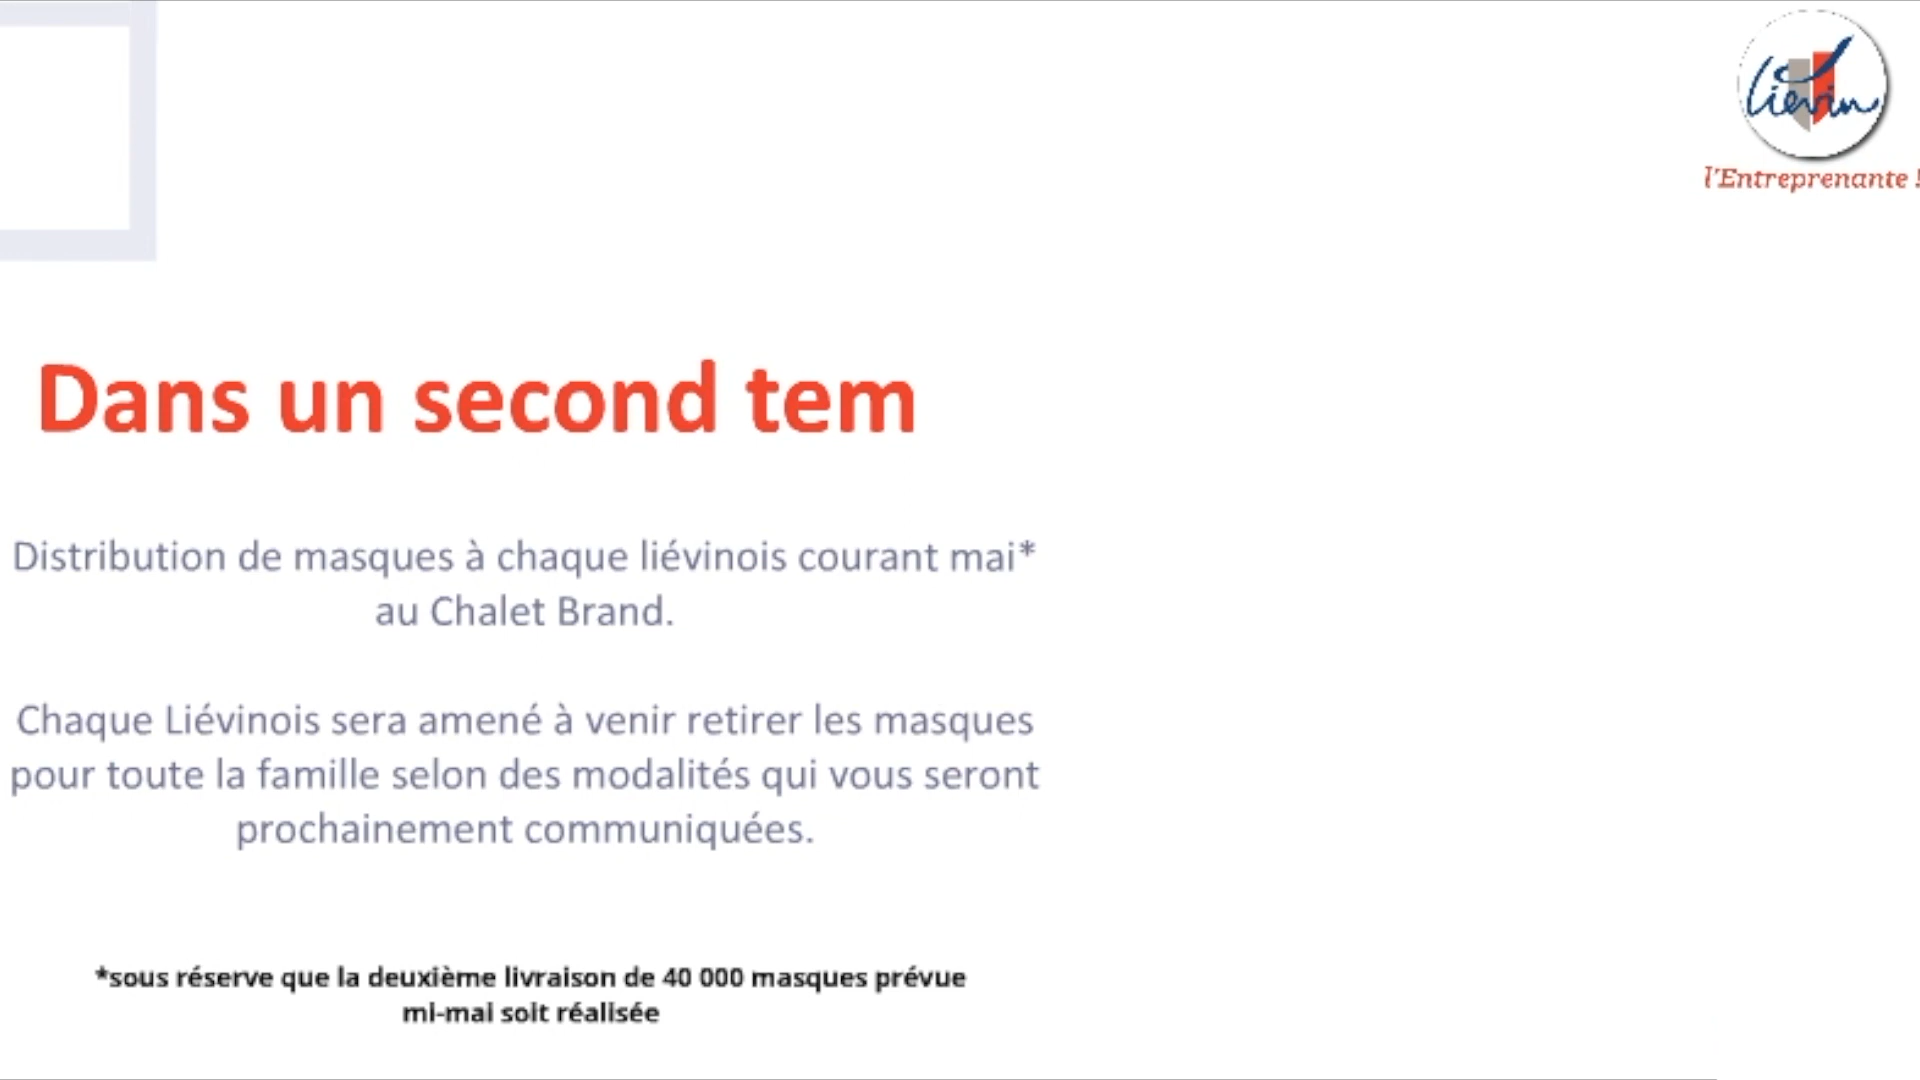 Liévin
l'Entreprenante !
Dans un second tem
Distribution de masques à chaque liévinois courant mai*
au Chalet Brand.
Chaque Liévinois sera amené à venir retirer les masques
pour toute la famille selon des modalités qui vous seront
prochainement communiquées.
*sous réserve que la deuxième livraison de 40 000 masques prévue
mi-mai soit réalisée